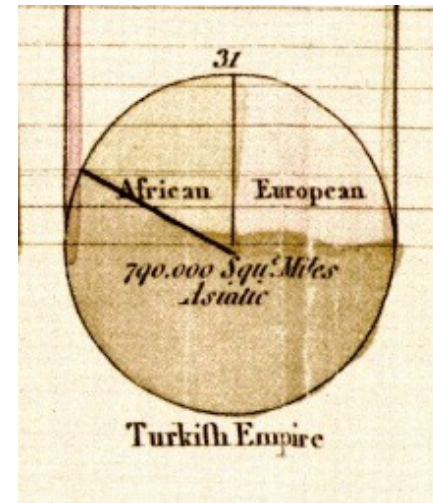 31
African European
790.000 Squ.ᵉ Miles
Asiatic
Turkiſh Empire